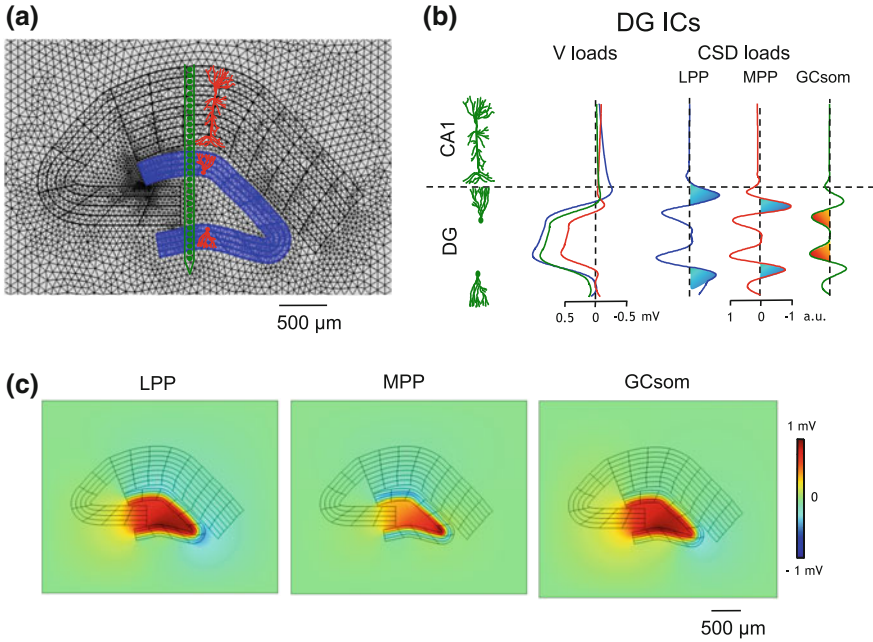 (a)
500 µm
(b)
DG ICs
V loads
CSD loads
LPP
MPP
GCsom
CA1
DG
0.5 0 -0.5 mV
1 0 -1 a.u.
(c)
LPP
MPP
GCsom
1 mV
0
- 1 mV
500 µm